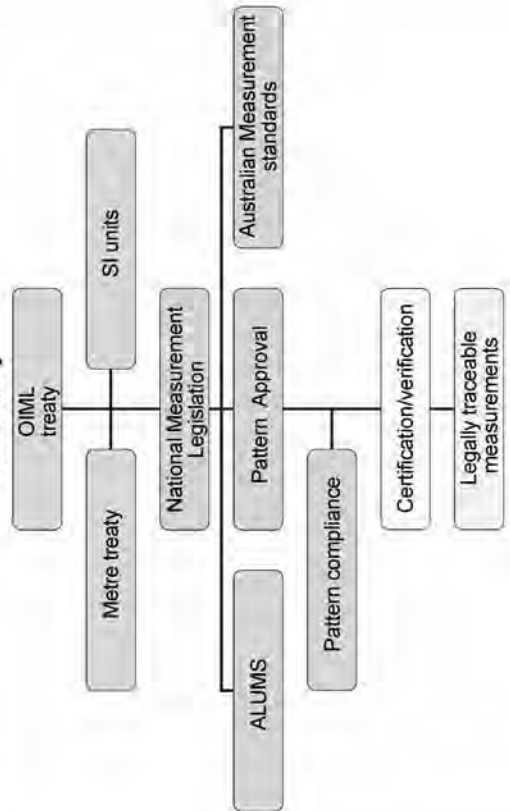 OIML
treaty
Metre treaty
SI units
National Measurement
Legislation
ALUMS
Pattern Approval
Australian Measurement
standards
Pattern compliance
Certification/verification
Legally traceable
measurements